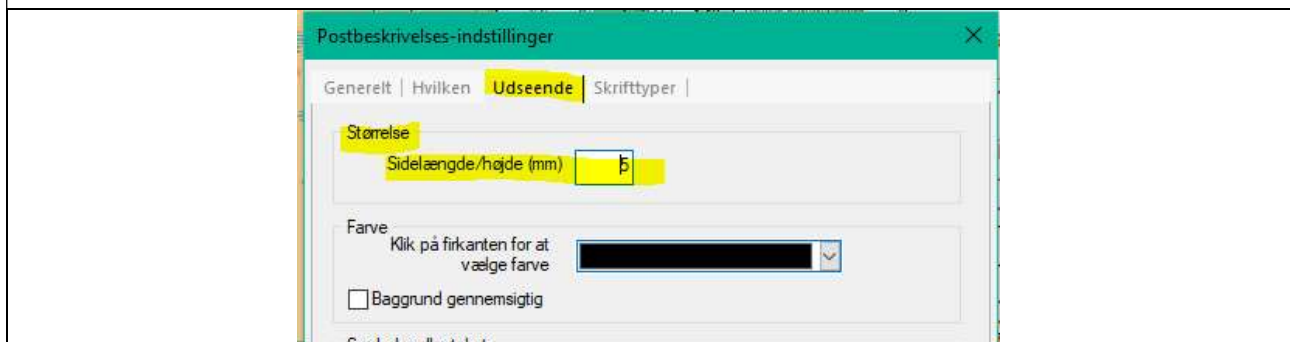 Postbeskrivelses-indstillinger
Generelt | Hvilken Udseende | Skrifttyper |
Størrelse
Sidelængde/højde (mm) 5
Farve
Klik på firkanten for at
vælge farve
Baggrund gennemsigtig